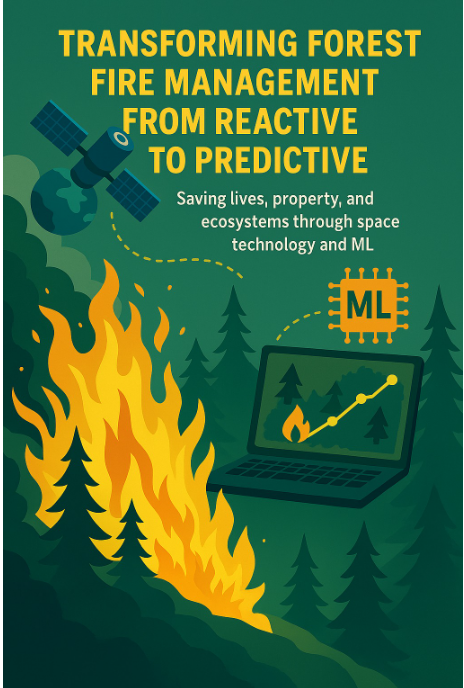 TRANSFORMING FOREST
FIRE MANAGEMENT
FROM REACTIVE
TO PREDICTIVE
Saving lives, property, and
ecosystems through space
technology and ML
ML